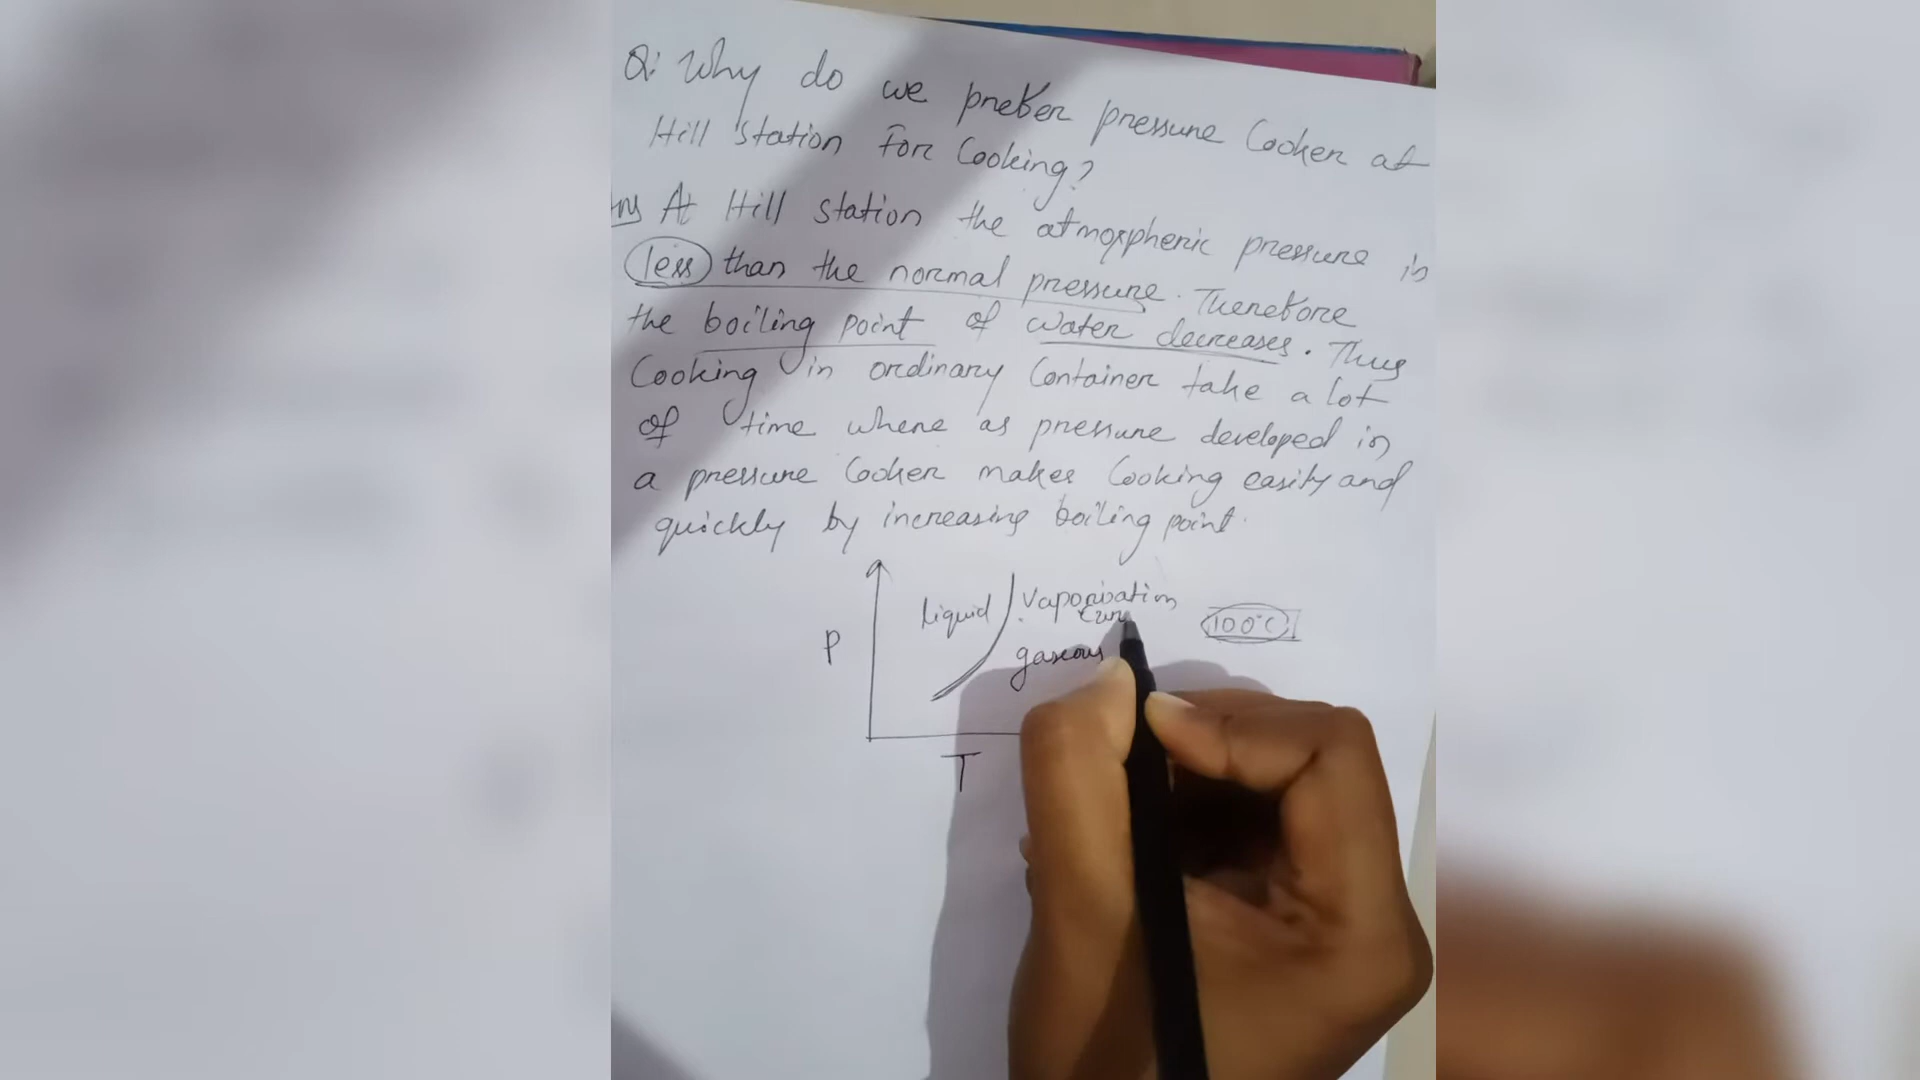 Q: Why do we prefer pressure Cooker at
Hill station For Cooking?
Ans At Hill station the atmospheric pressure is
less than the normal pressure. Therefore
the boiling point of water decreases. Thus
Cooking in ordinary Container take a lot
of time where as pressure developed in
a pressure Cooker makes Cooking easity and
quickly by increasing boiling point.
liquid Vaporisation
Curv
100°C
P
gaseous
T